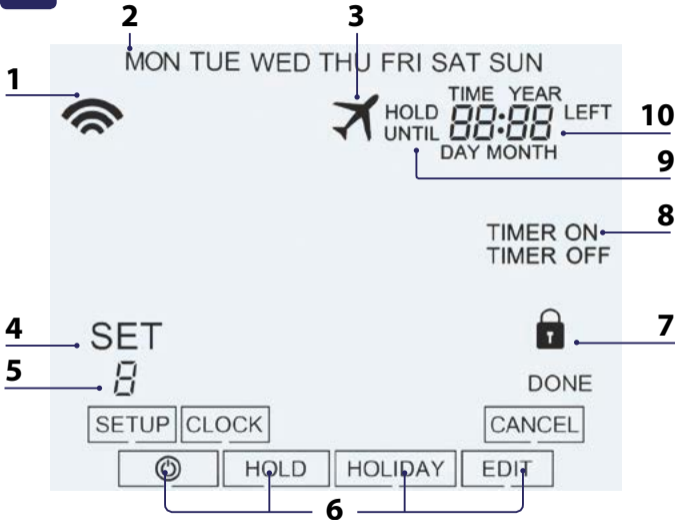 2
3
MON TUE WED THU FRI SAT SUN
1
TIME YEAR
HOLD
UNTIL
88:88
LEFT
10
DAY MONTH
9
8
TIMER ON
TIMER OFF
4
SET
7
5
8
DONE
SETUP
CLOCK
CANCEL
HOLD
HOLIDAY
EDIT
6